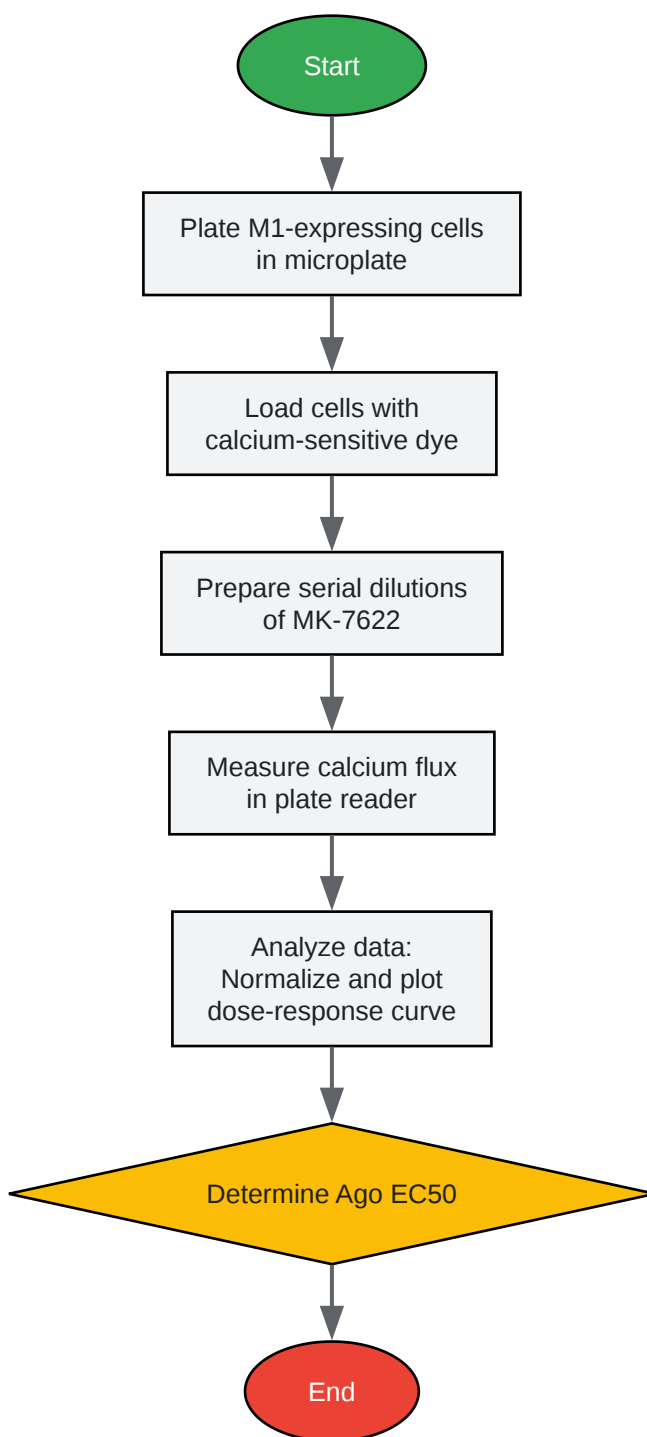 Start
Plate M1-expressing cells
in microplate
Load cells with
calcium-sensitive dye
Prepare serial dilutions
of MK-7622
Measure calcium flux
in plate reader
Analyze data:
Normalize and plot
dose-response curve
Determine Ago EC50
End